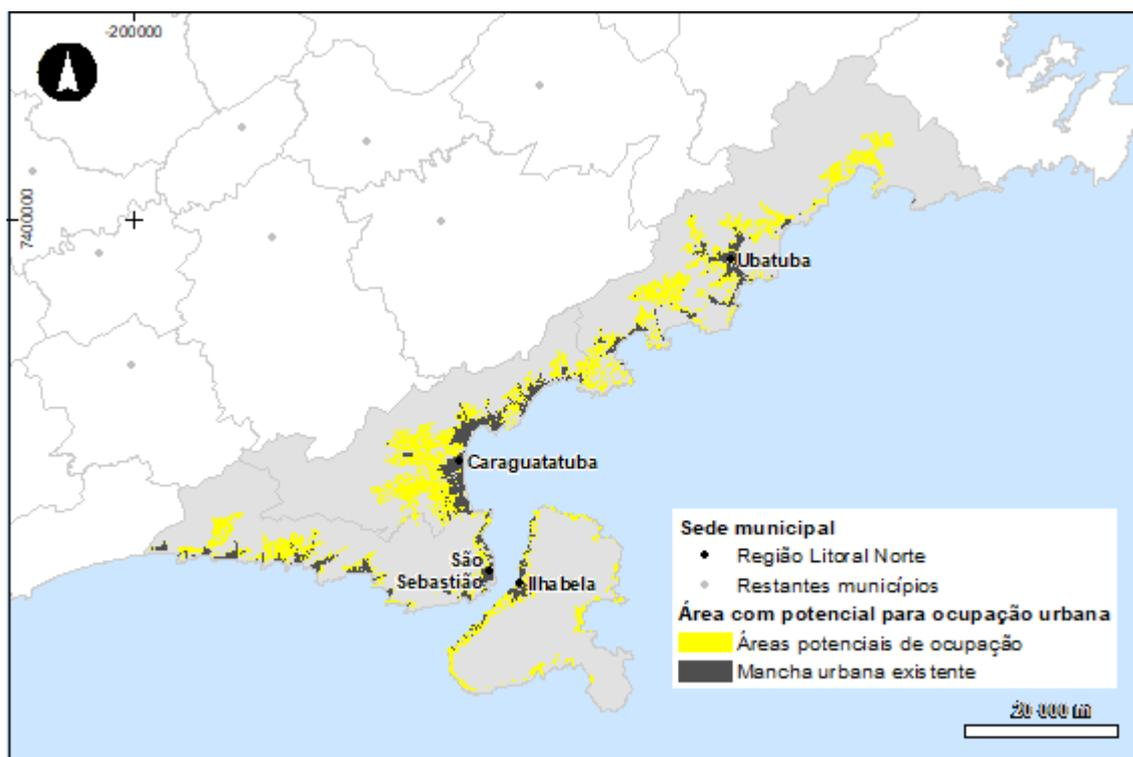 -200000
7400000
Ubatuba
Caraguatatuba
São
Sebastião
Ilhabela
Sede municipal
Região Litoral Norte
Restantes municípios
Área com potencial para ocupação urbana
Áreas potenciais de ocupação
Mancha urbana existente
20 000 m